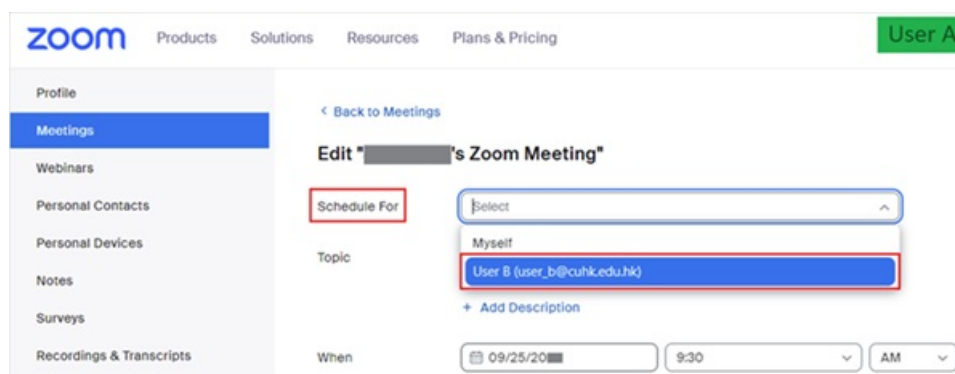 zoom Products Solutions Resources Plans & Pricing User A
Profile
Meetings
Webinars
Personal Contacts
Personal Devices
Notes
Surveys
Recordings & Transcripts
< Back to Meetings
Edit "'s Zoom Meeting"
Schedule For Select
Myself
User B (user_b@cuhk.edu.hk)
Topic
+ Add Description
When 09/25/20 9:30 AM